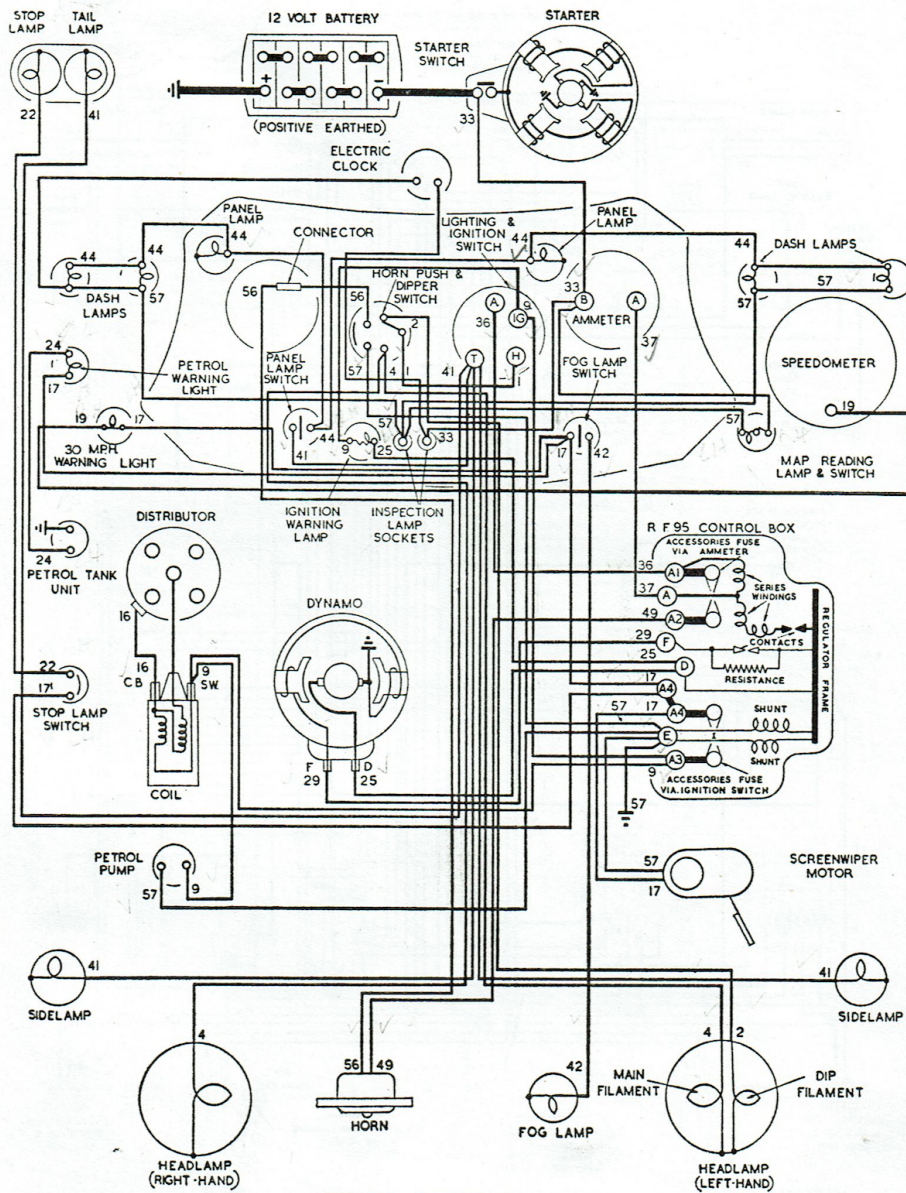 STOP LAMP
TAIL LAMP
12 VOLT BATTERY
STARTER
STARTER SWITCH
+
-
22
41
(POSITIVE EARTHED)
33
ELECTRIC CLOCK
PANEL LAMP
44
CONNECTOR
LIGHTING & IGNITION SWITCH
PANEL LAMP
44
44
44
44
DASH LAMPS
56
HORN PUSH & DIPPER SWITCH
33
57
57
57
DASH LAMPS
57
56
2
A
36
IG
9
B
AMMETER
A
37
24
17
PETROL WARNING LIGHT
PANEL LAMP SWITCH
57
4
1
41
T
H
1
FOG LAMP SWITCH
SPEEDOMETER
19
19
17
30 M.P.H. WARNING LIGHT
41
44
9
25
57
33
17
42
57
MAP READING LAMP & SWITCH
IGNITION WARNING LAMP
INSPECTION LAMP SOCKETS
24
PETROL TANK UNIT
DISTRIBUTOR
16
RF95 CONTROL BOX
ACCESSORIES FUSE VIA AMMETER
36
A1
37
A
SERIES WINDINGS
49
A2
29
F
CONTACTS
25
D
RESISTANCE
REGULATOR FRAME
17
A4
57
17
A4
SHUNT
E
SHUNT
9
A3
ACCESSORIES FUSE VIA.IGNITION SWITCH
57
DYNAMO
F
29
D
25
22
17
STOP LAMP SWITCH
16
CB
9
SW.
COIL
PETROL PUMP
57
9
57
17
SCREENWIPER MOTOR
41
SIDELAMP
41
SIDELAMP
4
HEADLAMP (RIGHT-HAND)
56
49
HORN
42
FOG LAMP
4
2
MAIN FILAMENT
DIP FILAMENT
HEADLAMP (LEFT-HAND)